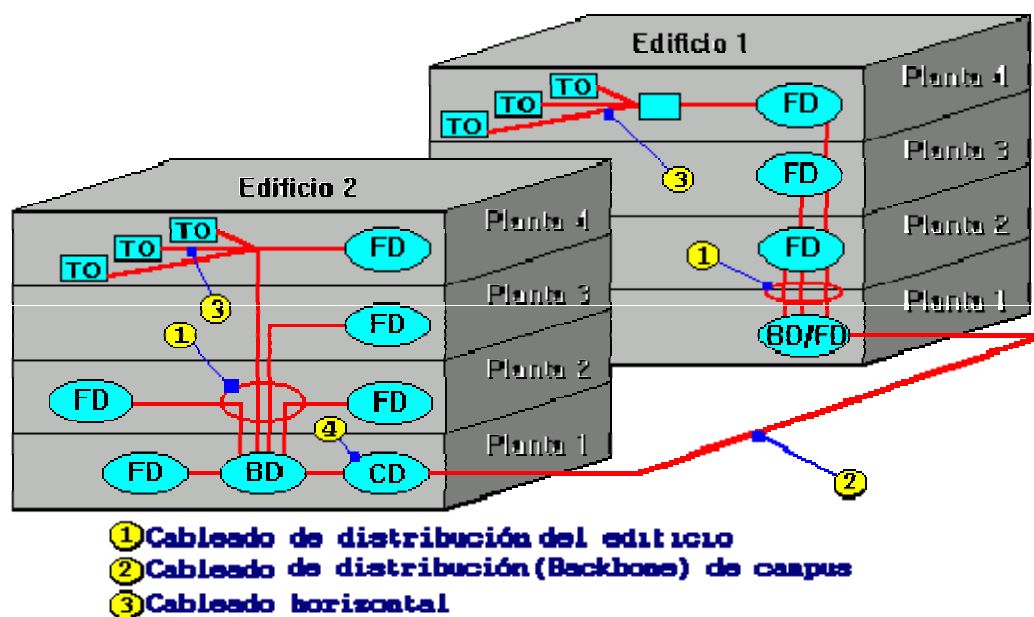 Edificio 1
Planta 4
TO
TO
TO
FD
Planta 3
FD
3
Planta 2
FD
1
Planta 1
BD/FD
Edificio 2
Planta 4
TO
TO
TO
FD
3
Planta 3
FD
1
Planta 2
FD
FD
4
Planta 1
FD
BD
CD
2
1 Cableado de distribución del edificio
2 Cableado de distribución (Backbone) de campus
3 Cableado horizontal